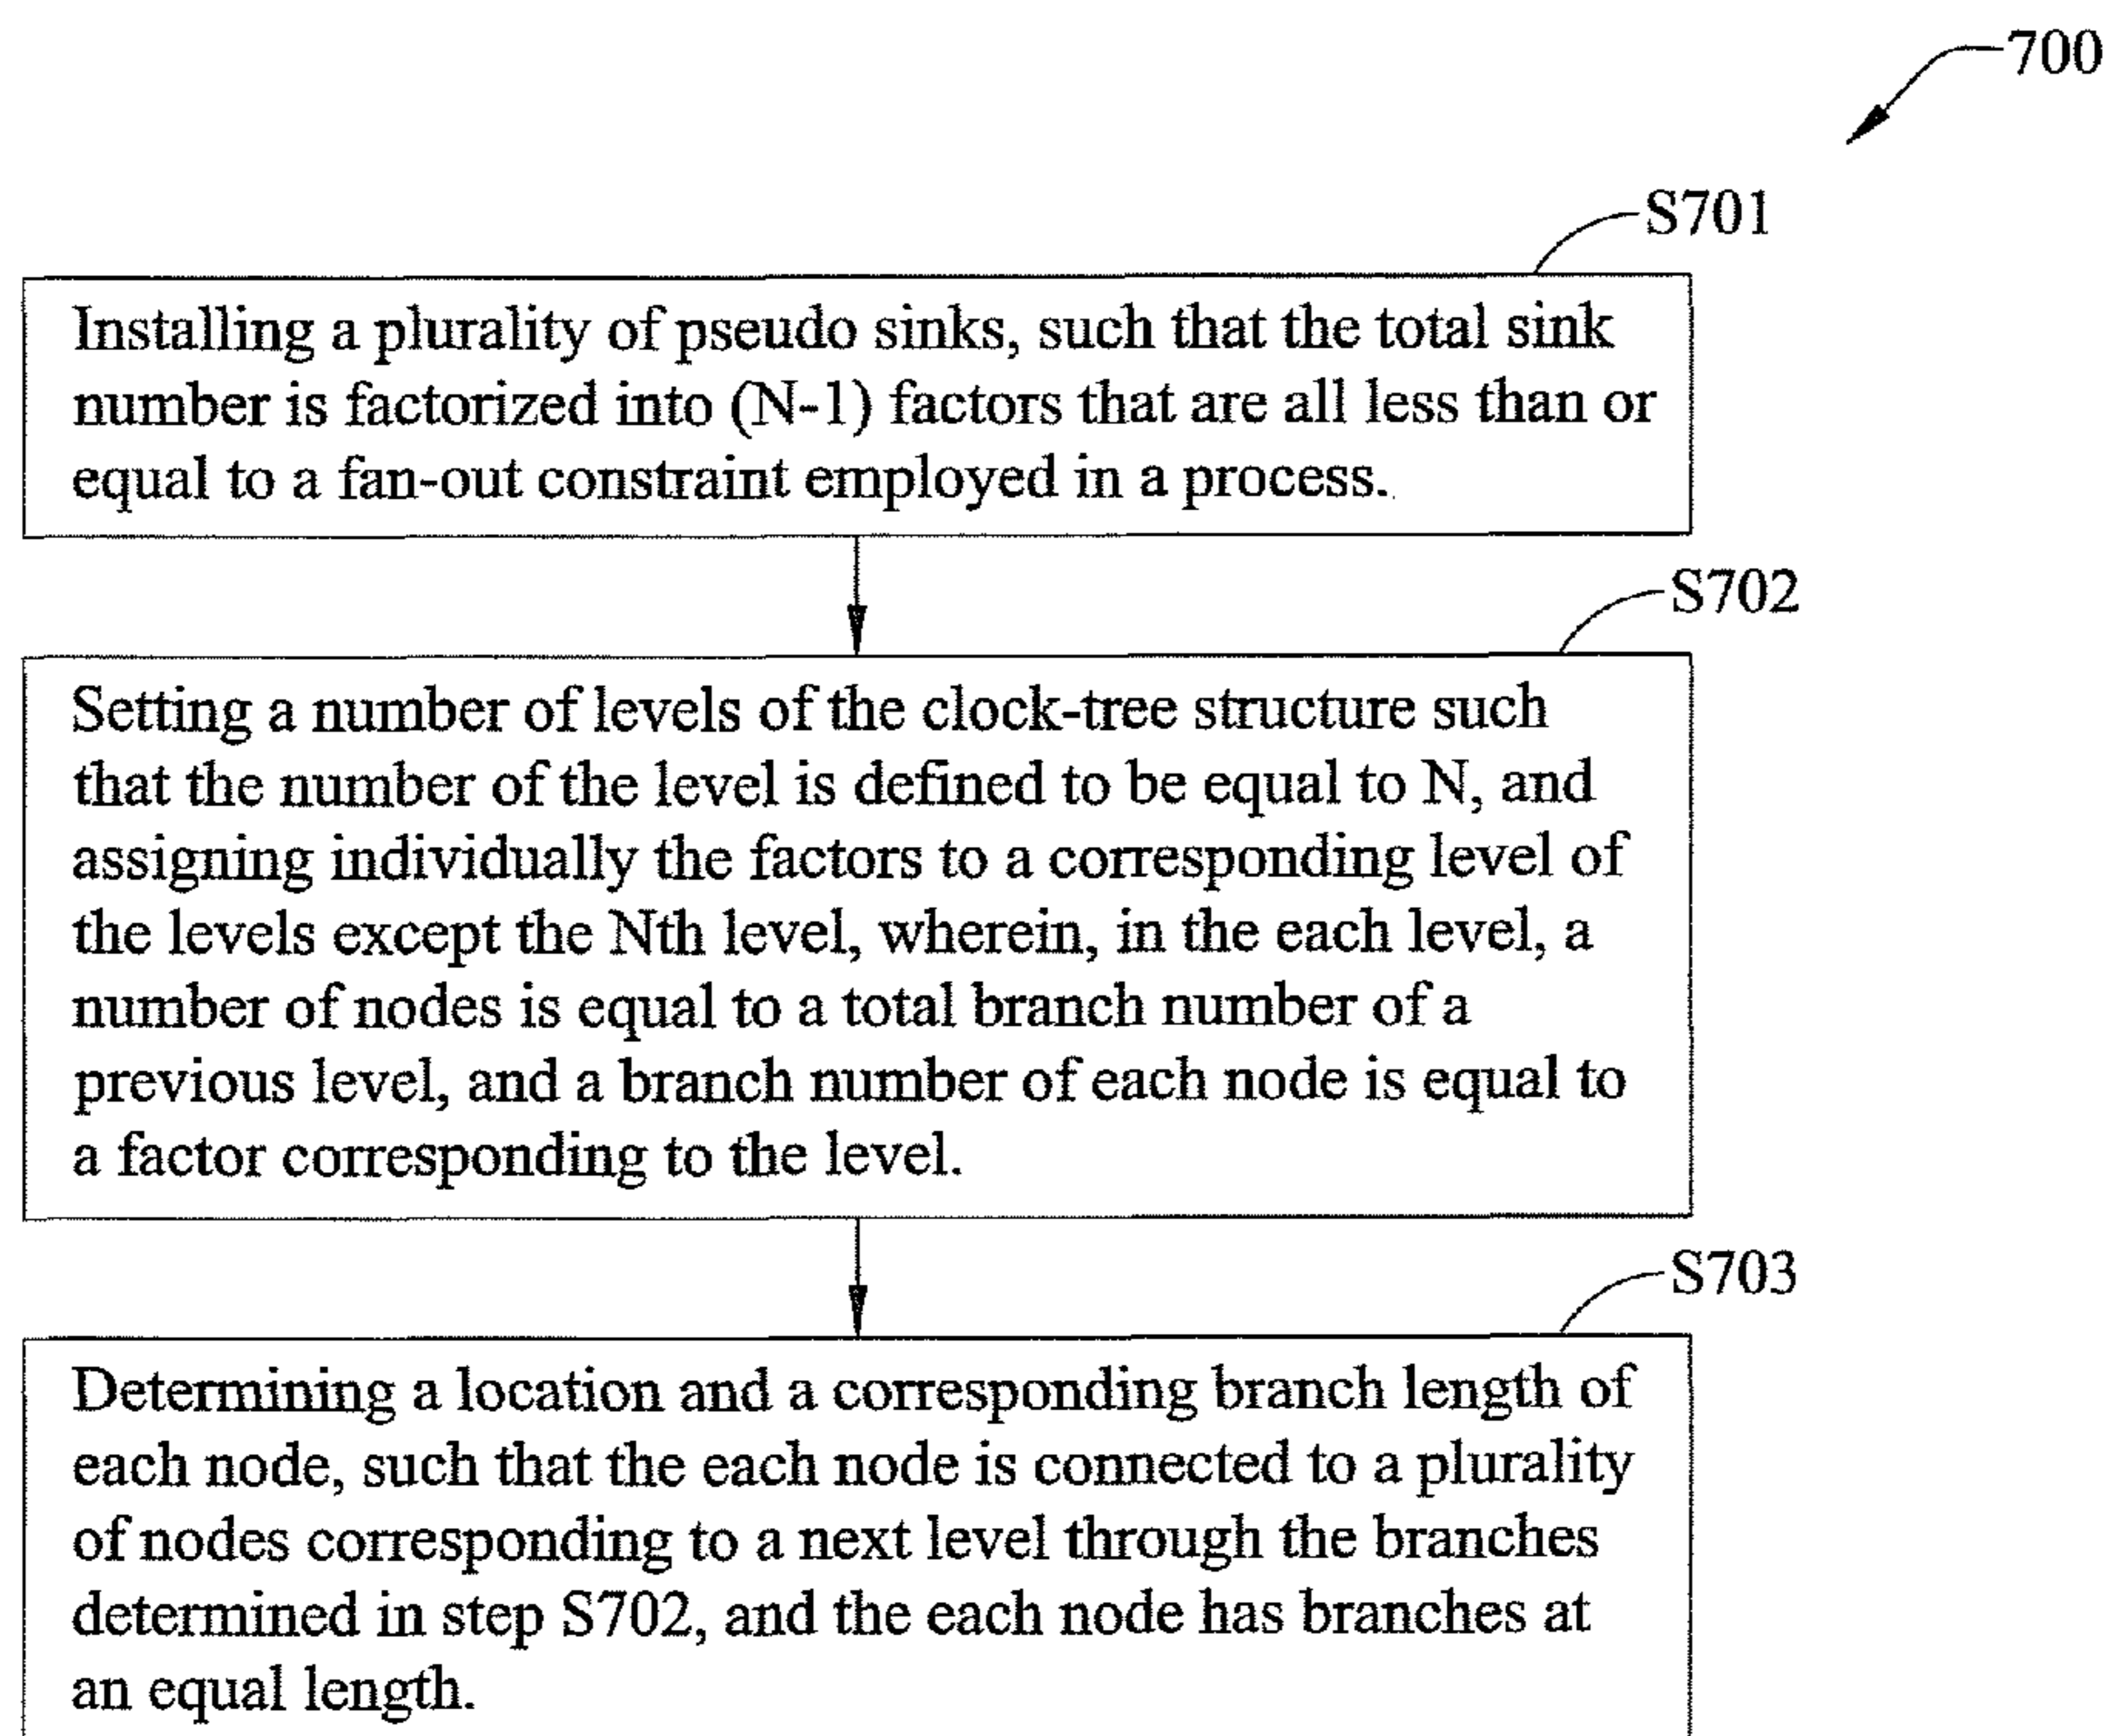 700
S701
Installing a plurality of pseudo sinks, such that the total sink
number is factorized into (N-1) factors that are all less than or
equal to a fan-out constraint employed in a process.
S702
Setting a number of levels of the clock-tree structure such
that the number of the level is defined to be equal to N, and
assigning individually the factors to a corresponding level of
the levels except the Nth level, wherein, in the each level, a
number of nodes is equal to a total branch number of a
previous level, and a branch number of each node is equal to
a factor corresponding to the level.
S703
Determining a location and a corresponding branch length of
each node, such that the each node is connected to a plurality
of nodes corresponding to a next level through the branches
determined in step S702, and the each node has branches at
an equal length.